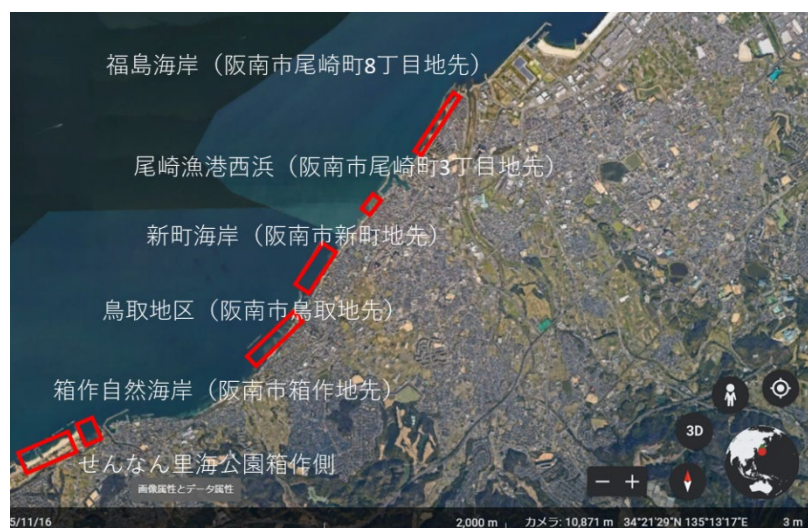 福島海岸（阪南市尾崎町8丁目地先）
尾崎漁港西浜（阪南市尾崎町3丁目地先）
新町海岸（阪南市新町地先）
鳥取地区（阪南市鳥取地先）
箱作自然海岸（阪南市箱作地先）
せんなん里海公園箱作側
画像属性とデータ属性
3D
5/11/16
2,000 m
カメラ: 10,871 m 34°21'29"N 135°13'17"E
3 m